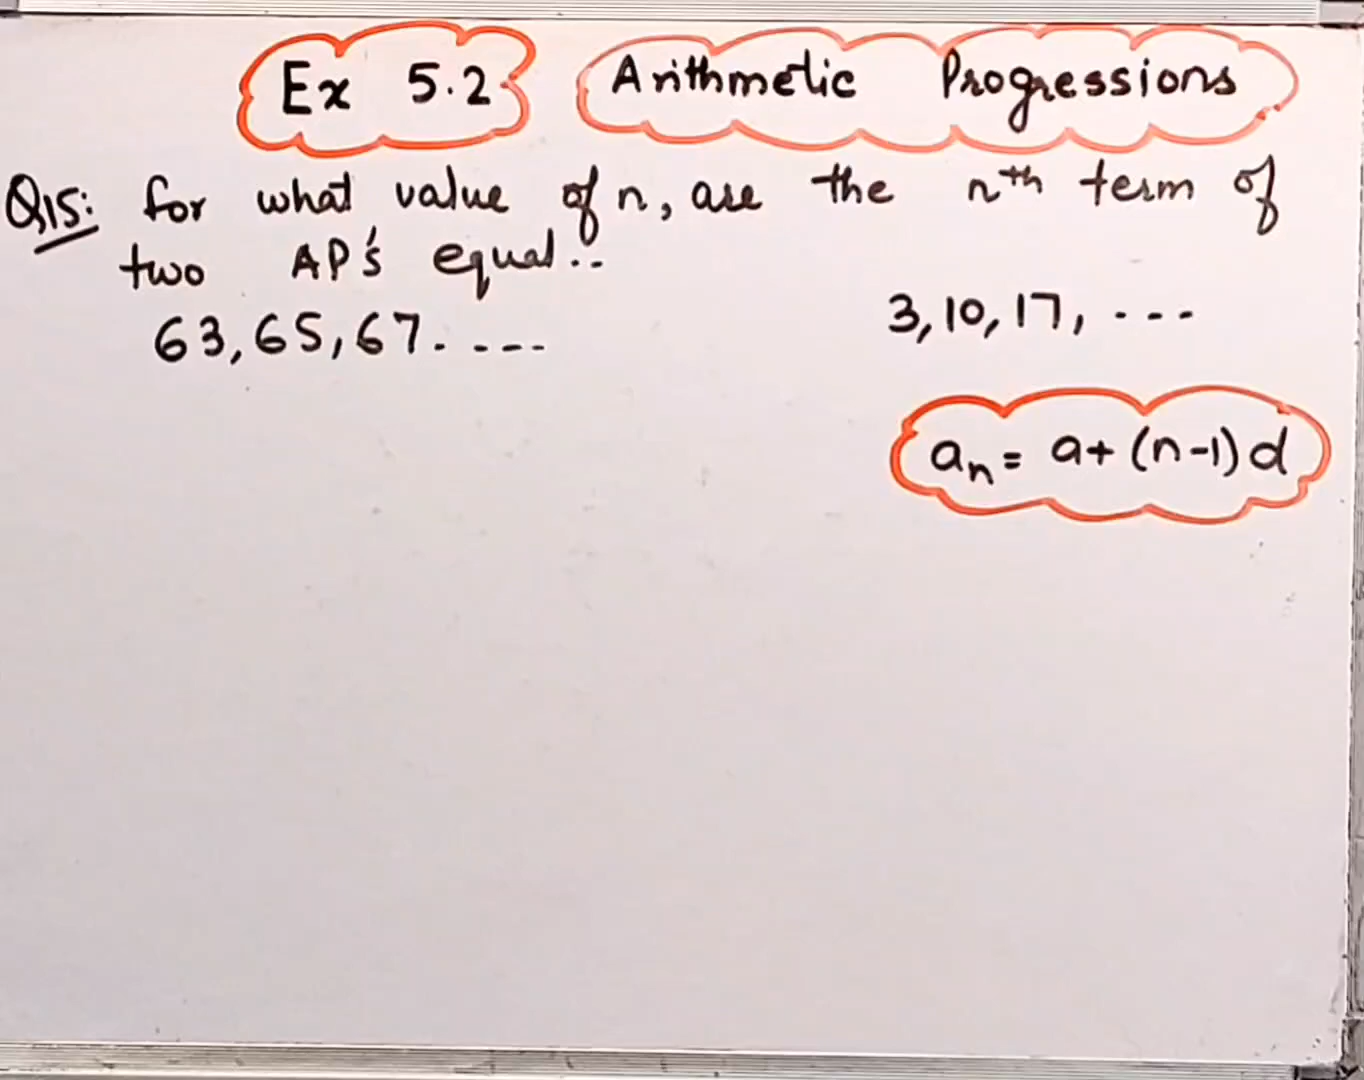 Ex 5.2 Arithmetic Progressions
Q15: for what value of n, are the nth term of
two AP's equal..
63, 65, 67. ... 3, 10, 17, ...
an = a + (n-1) d